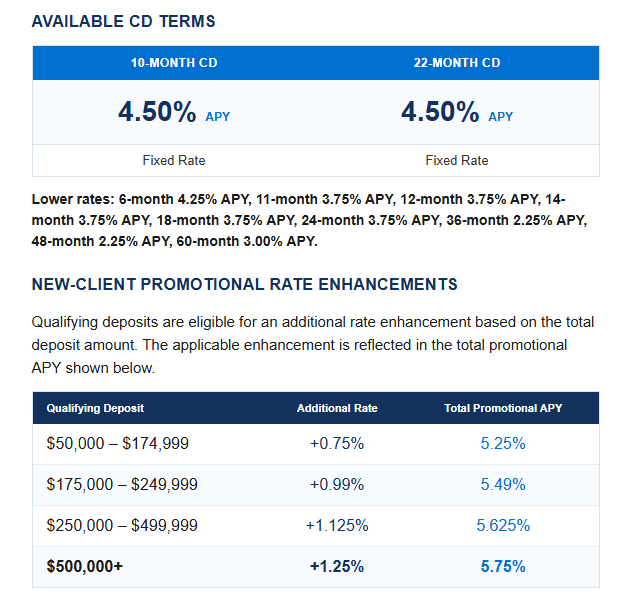 AVAILABLE CD TERMS
10-MONTH CD 22-MONTH CD
4.50% APY 4.50% APY
Fixed Rate Fixed Rate
Lower rates: 6-month 4.25% APY, 11-month 3.75% APY, 12-month 3.75% APY, 14-
month 3.75% APY, 18-month 3.75% APY, 24-month 3.75% APY, 36-month 2.25% APY,
48-month 2.25% APY, 60-month 3.00% APY.
NEW-CLIENT PROMOTIONAL RATE ENHANCEMENTS
Qualifying deposits are eligible for an additional rate enhancement based on the total
deposit amount. The applicable enhancement is reflected in the total promotional
APY shown below.
Qualifying Deposit Additional Rate Total Promotional APY
$50,000 – $174,999 +0.75% 5.25%
$175,000 – $249,999 +0.99% 5.49%
$250,000 – $499,999 +1.125% 5.625%
$500,000+ +1.25% 5.75%